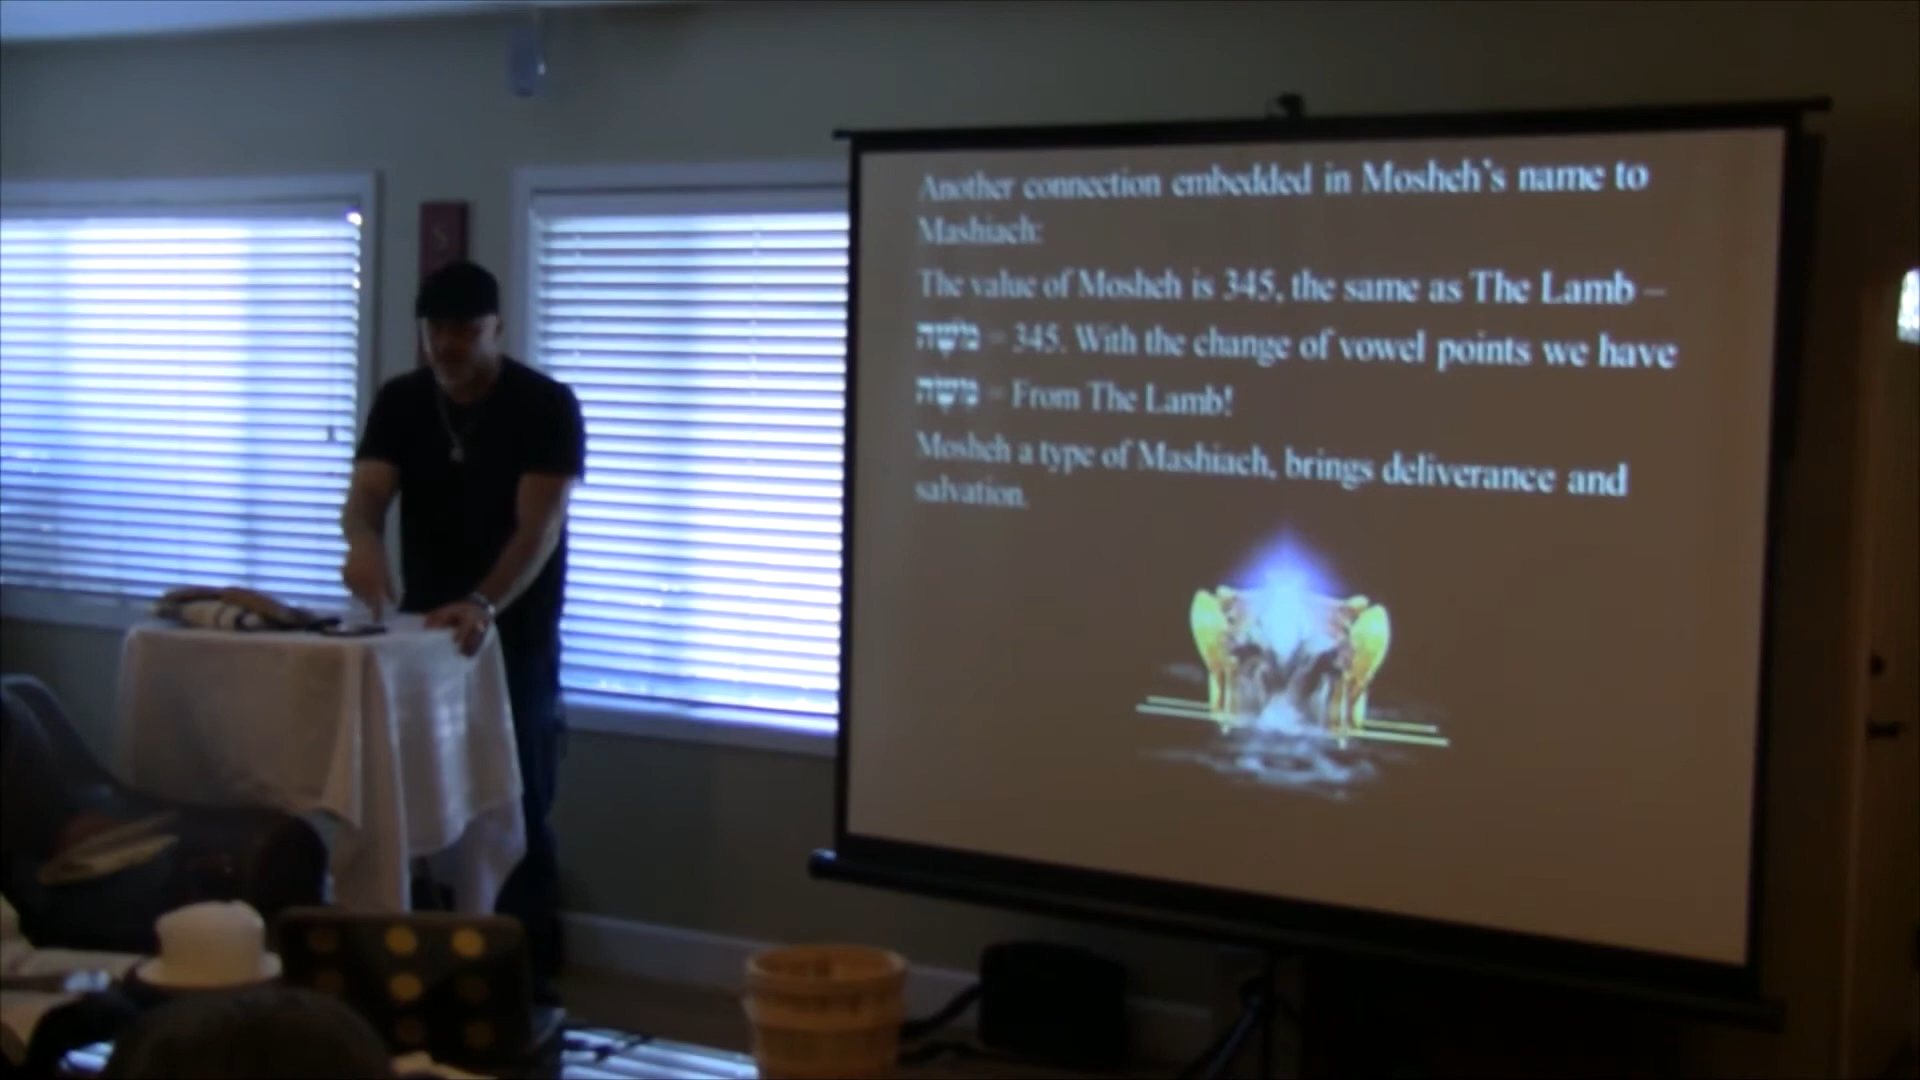 Another connection embedded in Mosheh's name to
Mashiach:
The value of Mosheh is 345, the same as The Lamb –
משה = 345. With the change of vowel points we have
משה = From The Lamb!
Mosheh a type of Mashiach, brings deliverance and
salvation.
S